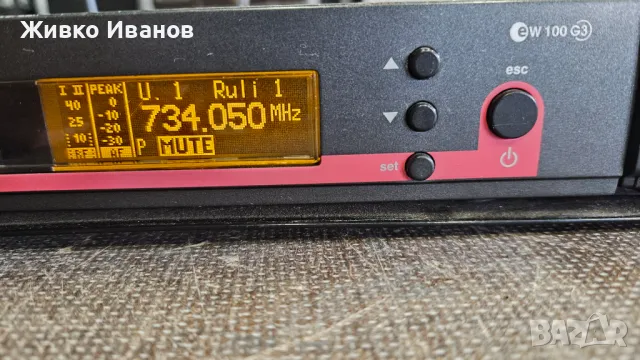 Живко Иванов
ew 100 G3
esc
I II PEAK U. 1 Ruli 1
40 0
25 -10
-20
10 -30
734.050 MHz
P MUTE
RF AF
set
BAZAR